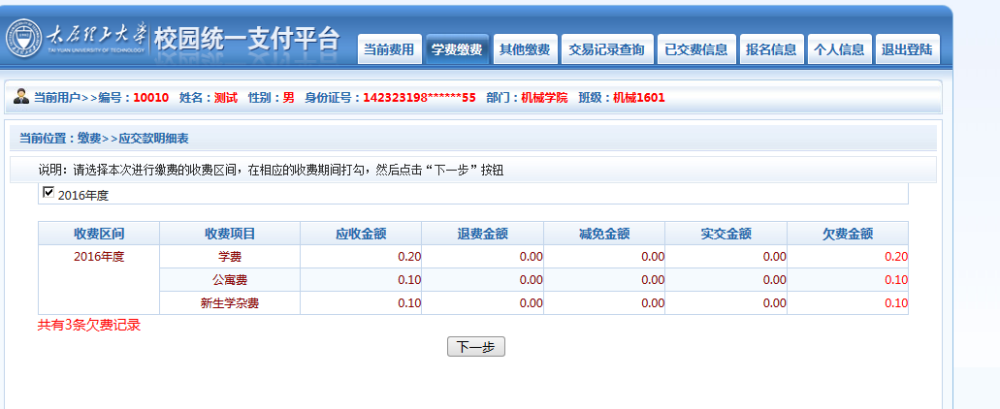 太原理工大学 校园统一支付平台
TAI YUAN UNIVERSITY OF TECHNOLOGY
当前费用 学费缴费 其他缴费 交易记录查询 已交费信息 报名信息 个人信息 退出登陆
当前用户>>编号：10010 姓名：测试 性别：男 身份证号：142323198******55 部门：机械学院 班级：机械1601
当前位置：缴费>>应交款明细表
说明：请选择本次进行缴费的收费区间，在相应的收费期间打勾，然后点击“下一步”按钮
2016年度
收费区间 收费项目 应收金额 退费金额 减免金额 实交金额 欠费金额
2016年度 学费 0.20 0.00 0.00 0.00 0.20
公寓费 0.10 0.00 0.00 0.00 0.10
新生学杂费 0.10 0.00 0.00 0.00 0.10
共有3条欠费记录
下一步